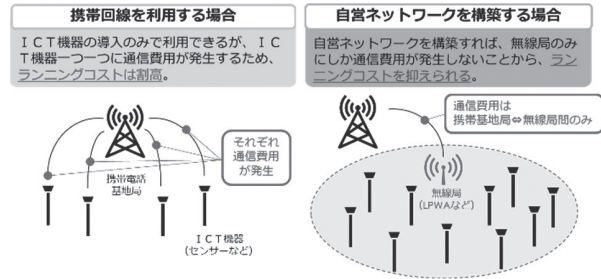 携帯回線を利用する場合
ＩＣＴ機器の導入のみで利用できるが、ＩＣ
Ｔ機器一つ一つに通信費用が発生するため、
ランニングコストは割高。
それぞれ
通信費用
が発生
携帯電話
基地局
ＩＣＴ機器
(センサーなど)
自営ネットワークを構築する場合
自営ネットワークを構築すれば、無線局のみ
にしか通信費用が発生しないことから、ラン
ニングコストを抑えられる。
通信費用は
携帯基地局⇔無線局間のみ
無線局
(LPWAなど)